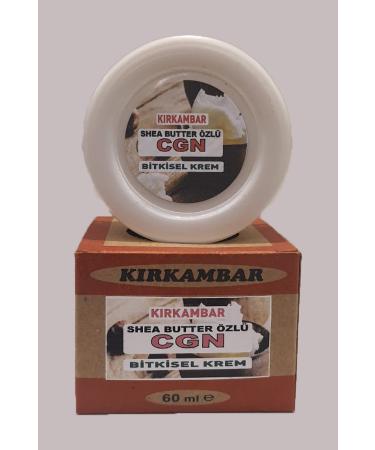 KIRKAMBAR
SHEA BUTTER ÖZLÜ
CGN
BİTKİSEL KREM
KIRKAMBAR
KIRKAMBAR
SHEA BUTTER ÖZLÜ
CGN
BİTKİSEL KREM
60 ml ℮